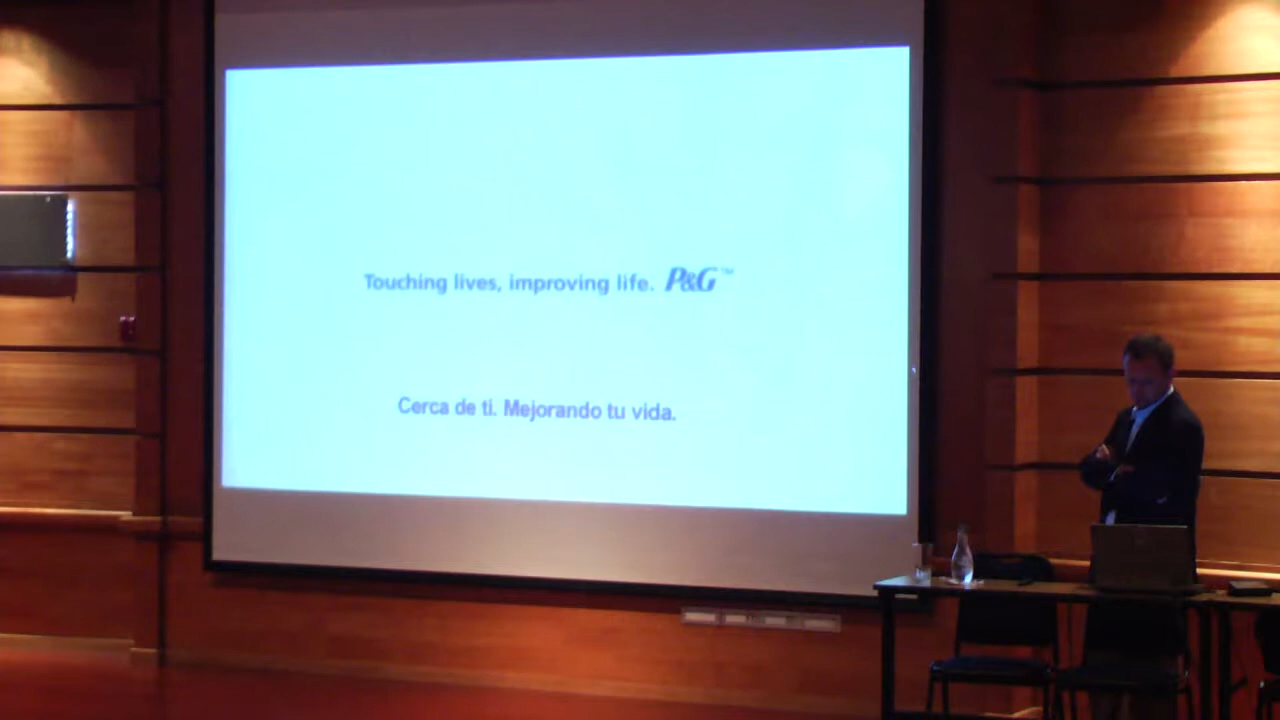 Touching lives, improving life. P&G™
Cerca de ti. Mejorando tu vida.